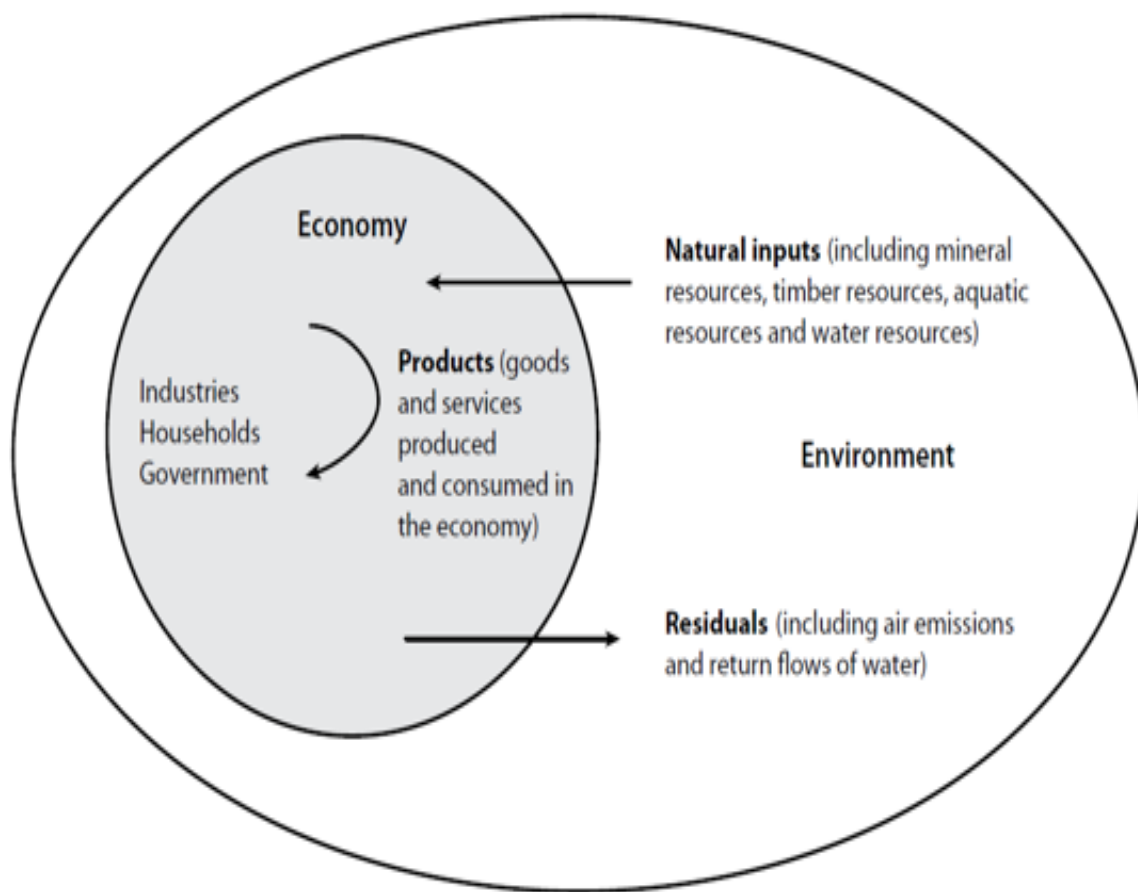 Economy
Natural inputs (including mineral
resources, timber resources, aquatic
resources and water resources)
Products (goods
and services
produced
and consumed in
the economy)
Industries
Households
Government
Environment
Residuals (including air emissions
and return flows of water)